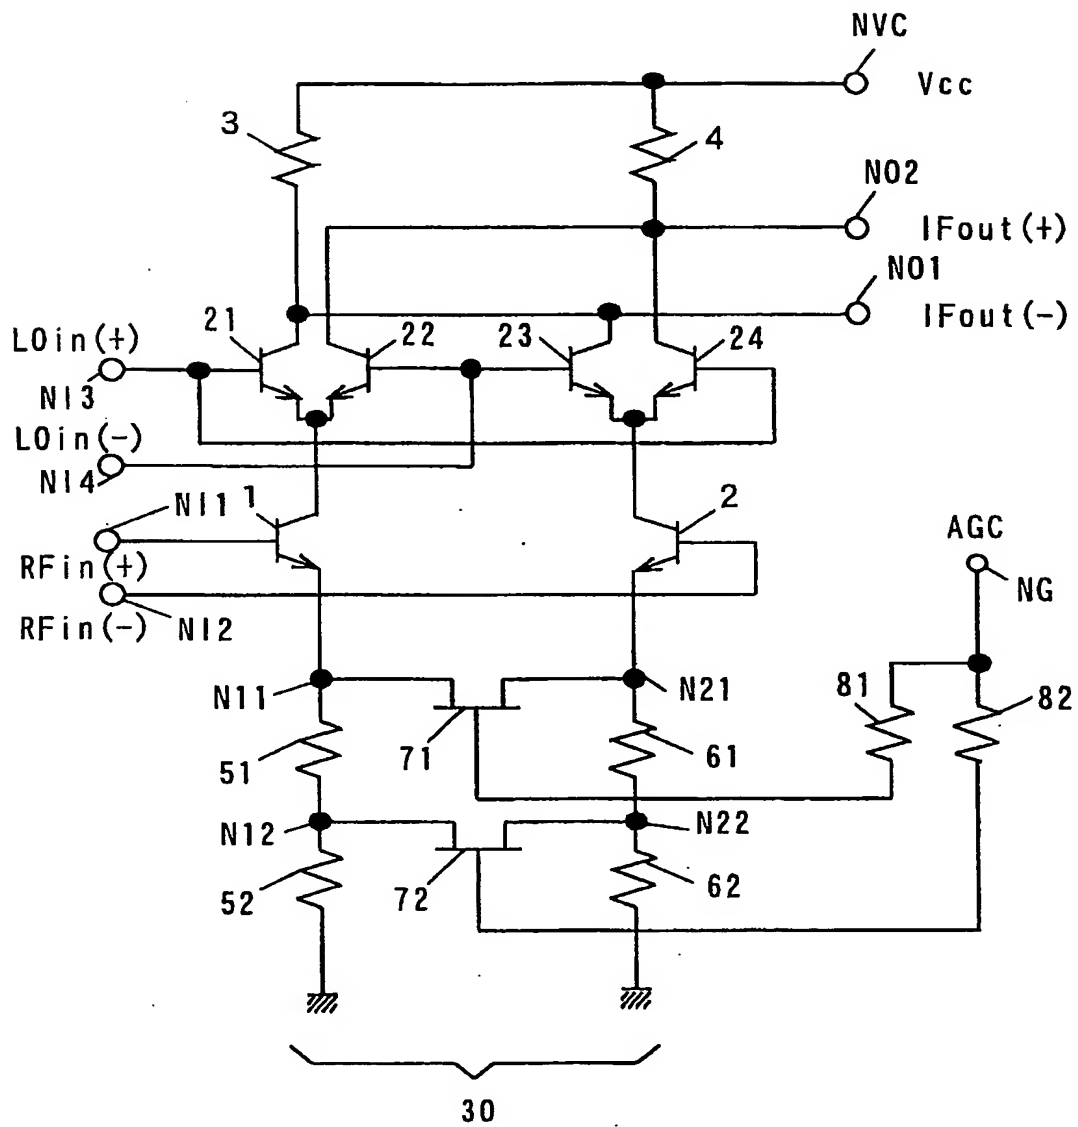 NVC
Vcc
3
4
NO2
IFout(+)
NO1
IFout(-)
LOin(+)
21
22
23
24
NI3
LOin(-)
NI4
NI1
1
2
AGC
RFin(+)
NG
RFin(-)
NI2
N11
N21
81
82
51
71
61
N12
N22
52
72
62
30